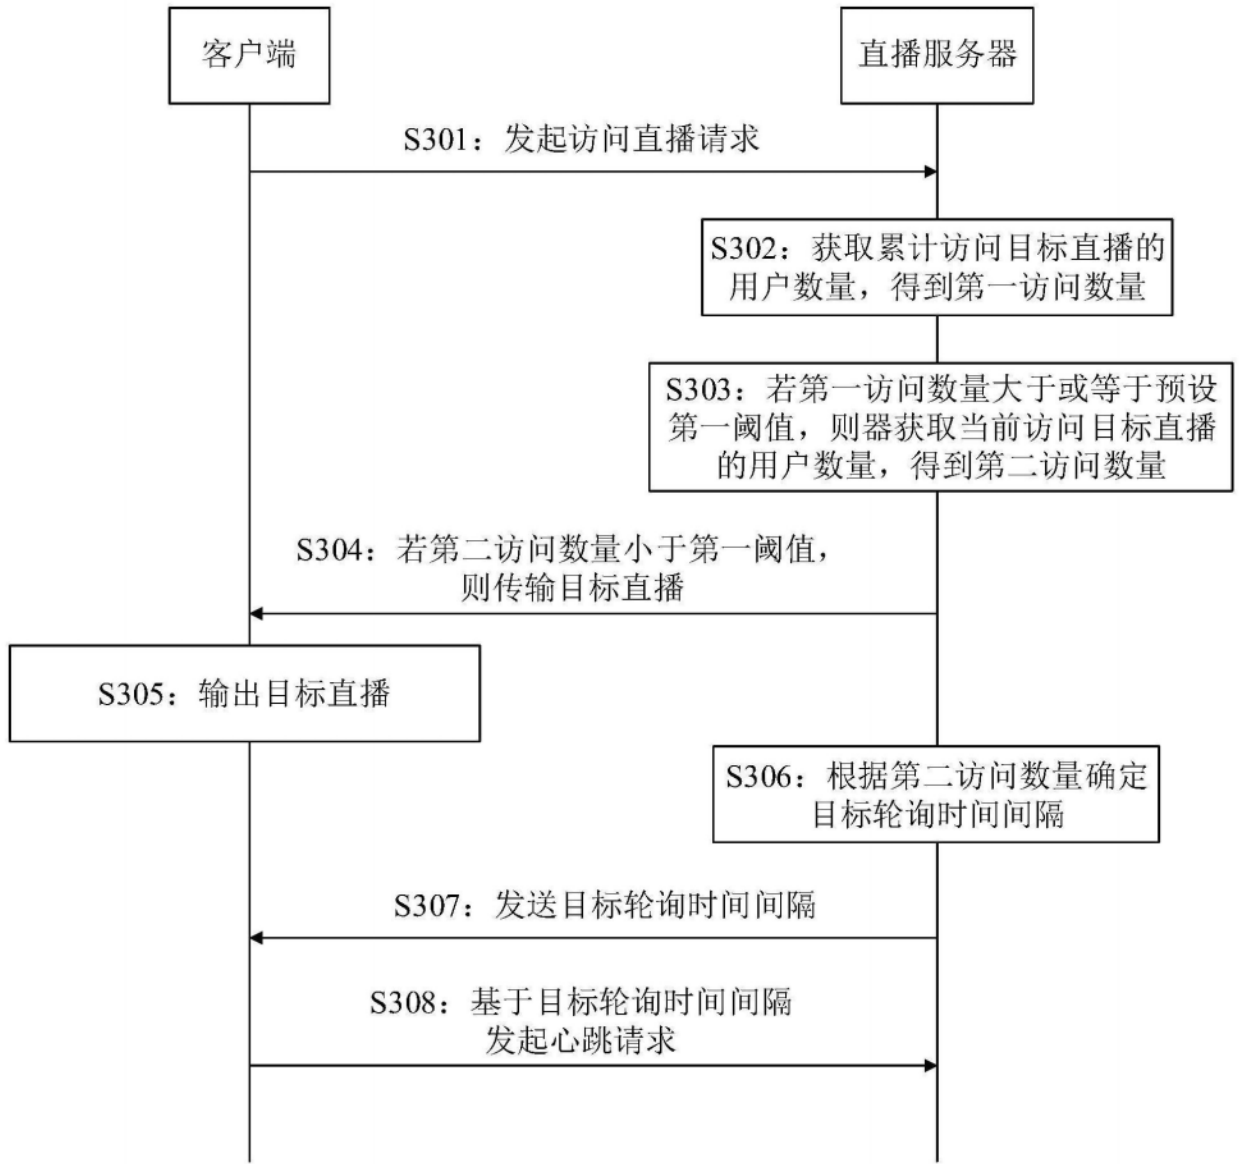 客户端
直播服务器
S301：发起访问直播请求
S302：获取累计访问目标直播的
用户数量，得到第一访问数量
S303：若第一访问数量大于或等于预设
第一阈值，则器获取当前访问目标直播
的用户数量，得到第二访问数量
S304：若第二访问数量小于第一阈值，
则传输目标直播
S305：输出目标直播
S306：根据第二访问数量确定
目标轮询时间间隔
S307：发送目标轮询时间间隔
S308：基于目标轮询时间间隔
发起心跳请求